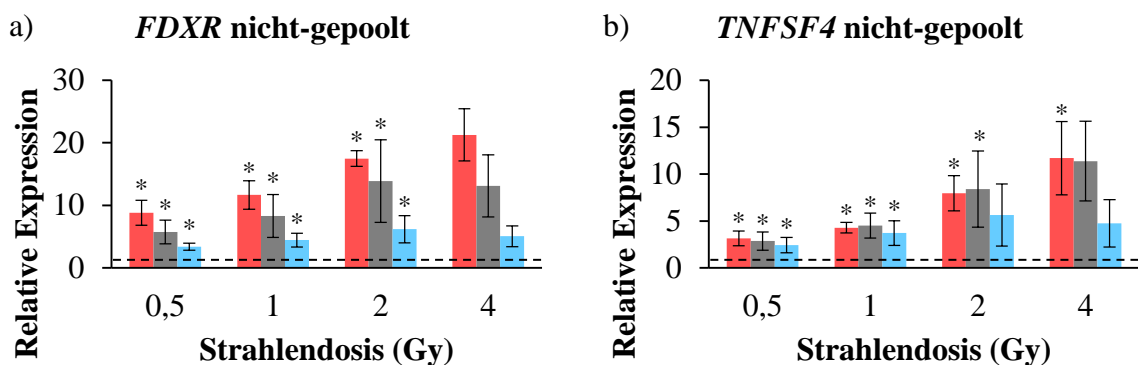 a) FDXR nicht-gepoolt
Relative Expression
30
20
10
0
* * *
* * *
* *
0,5 1 2 4
Strahlendosis (Gy)
b) TNFSF4 nicht-gepoolt
Relative Expression
20
15
10
5
0
* * *
* * *
* *
*
0,5 1 2 4
Strahlendosis (Gy)